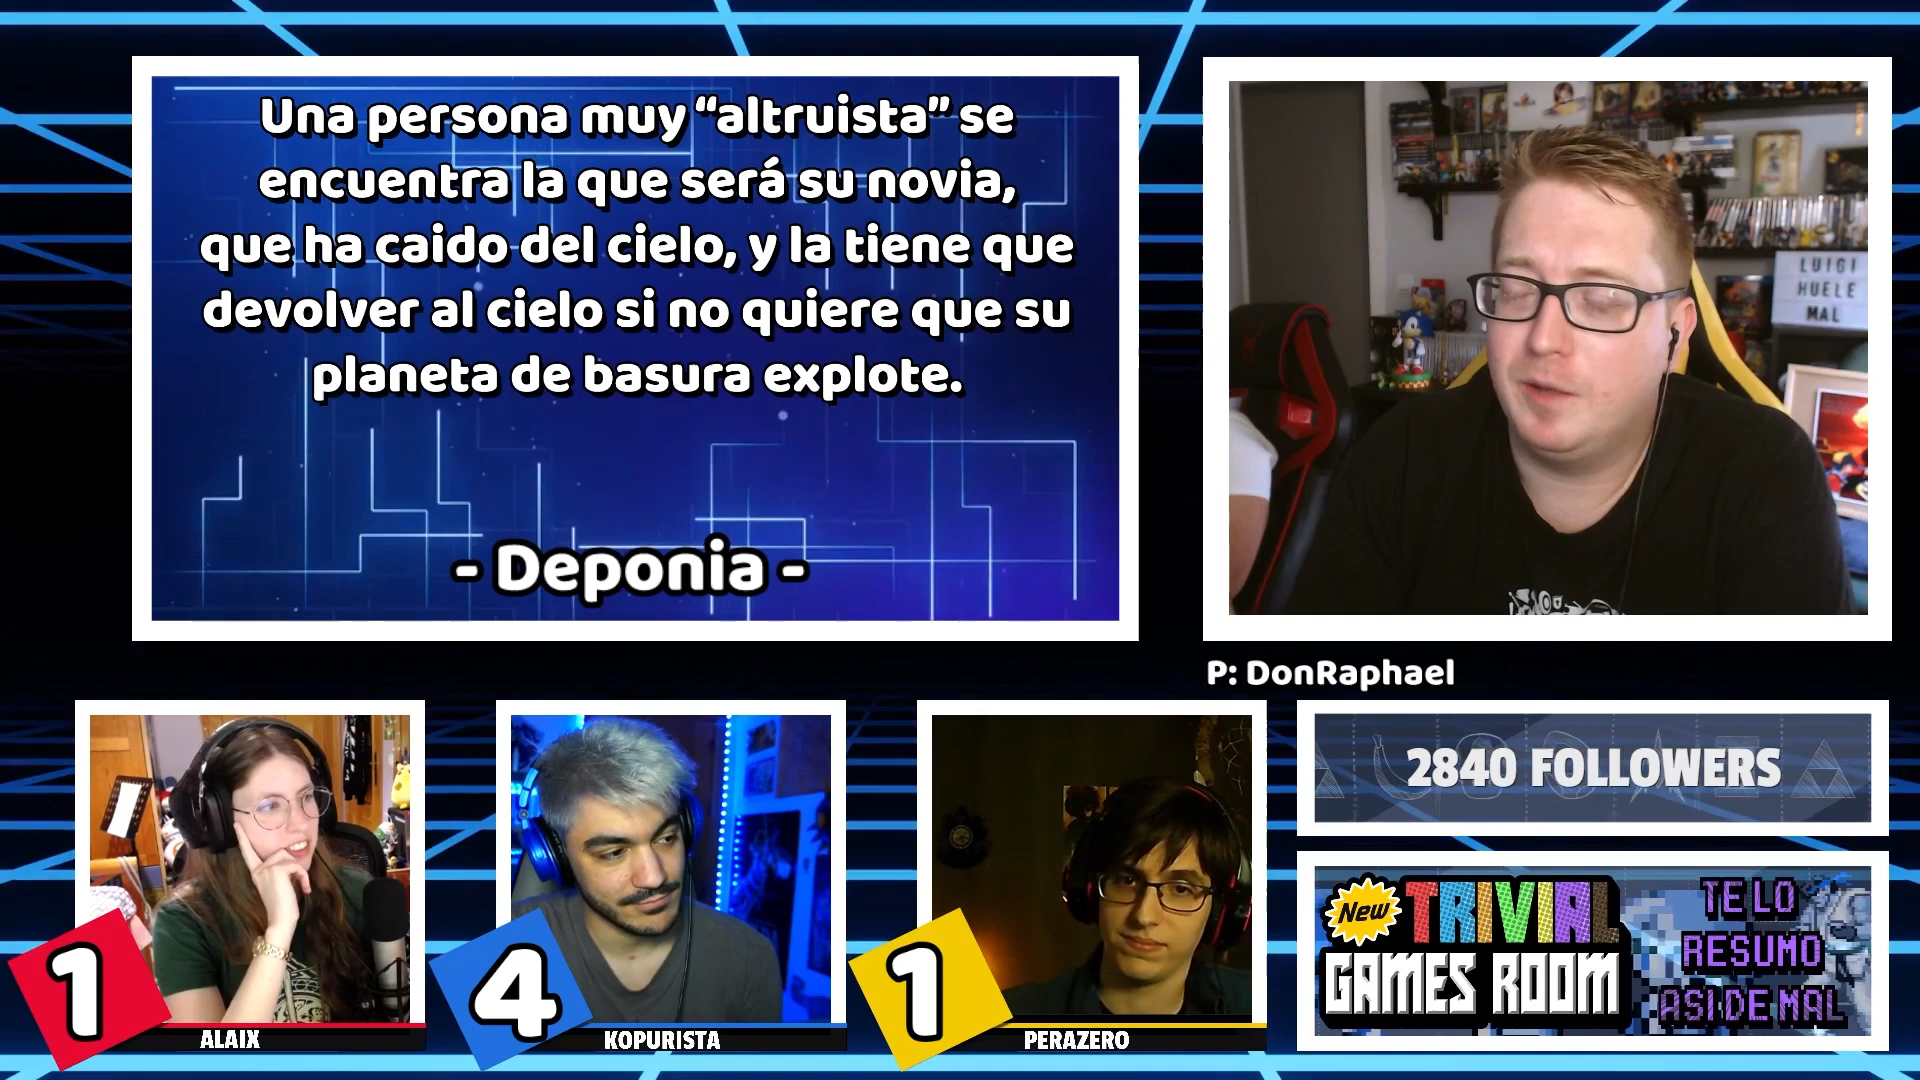 Una persona muy “altruista” se
encuentra la que será su novia,
que ha caido del cielo, y la tiene que
devolver al cielo si no quiere que su
planeta de basura explote.
- Deponia -
LUIGI
HUELE
MAL
P: DonRaphael
2840 FOLLOWERS
New TRIVIAL
GAMES ROOM
TE LO
RESUMO
ASI DE MAL
1
ALAIX
4
KOPURISTA
1
PERAZERO